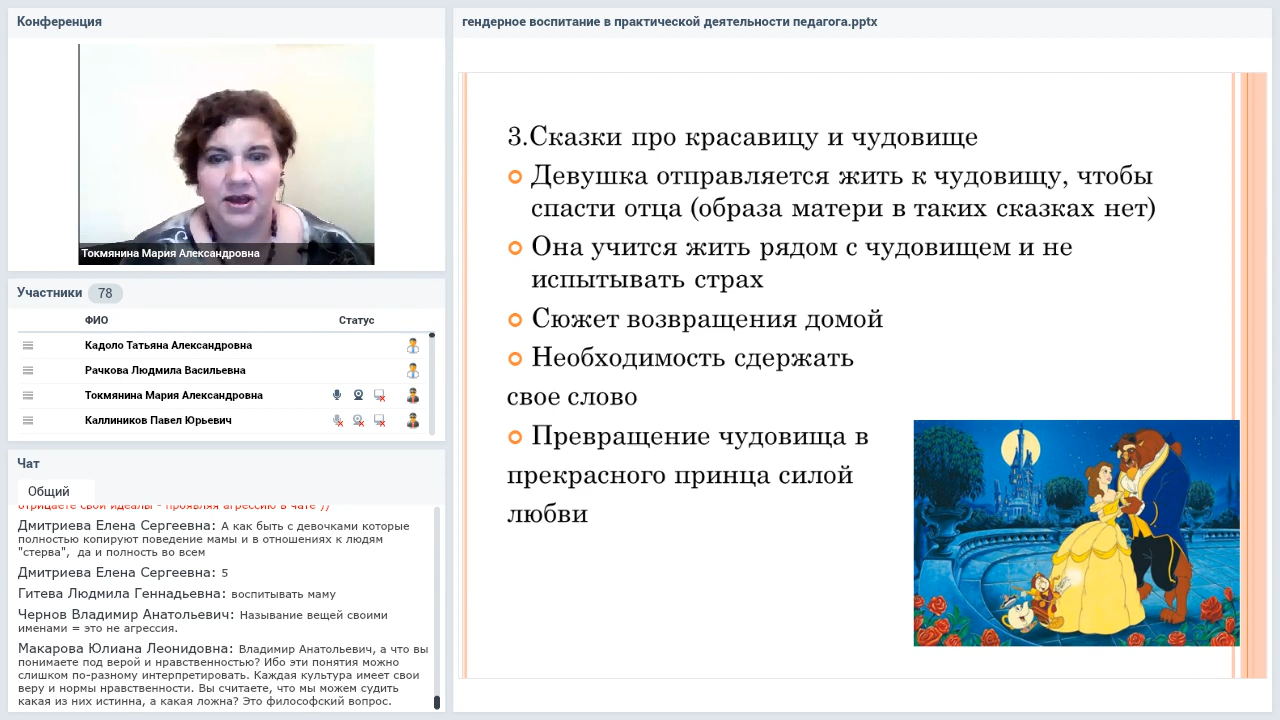 Конференция
Токмянина Мария Александровна
Участники 78
ФИО Статус
Кадоло Татьяна Александровна
Рачкова Людмила Васильевна
Токмянина Мария Александровна
Каллиников Павел Юрьевич
Чат
Общий
отрицаете свои идеалы - проявляя агрессию в чате ))
Дмитриева Елена Сергеевна: А как быть с девочками которые
полностью копируют поведение мамы и в отношениях к людям
"стерва", да и полность во всем
Дмитриева Елена Сергеевна: 5
Гитева Людмила Геннадьевна: воспитывать маму
Чернов Владимир Анатольевич: Называние вещей своими
именами = это не агрессия.
Макарова Юлиана Леонидовна: Владимир Анатольевич, а что вы
понимаете под верой и нравственностью? Ибо эти понятия можно
слишком по-разному интерпретировать. Каждая культура имеет свои
веру и нормы нравственности. Вы считаете, что мы можем судить
какая из них истинна, а какая ложна? Это философский вопрос.
гендерное воспитание в практической деятельности педагога.pptx
3.Сказки про красавицу и чудовище
Девушка отправляется жить к чудовищу, чтобы
спасти отца (образа матери в таких сказках нет)
Она учится жить рядом с чудовищем и не
испытывать страх
Сюжет возвращения домой
Необходимость сдержать
свое слово
Превращение чудовища в
прекрасного принца силой
любви